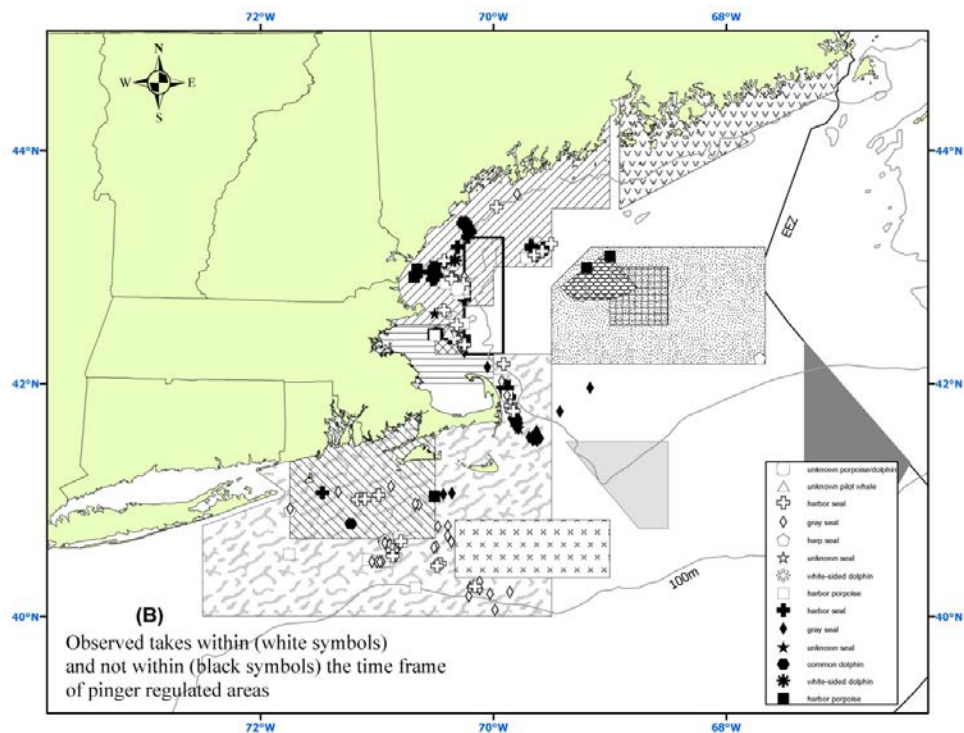 72°W 70°W 68°W
N
W E
S
44°N 44°N
EEZ
42°N 42°N
unknown porpoise/dolphin
unknown pilot whale
harbor seal
gray seal
harp seal
unknown seal
white-sided dolphin
harbor porpoise
harbor seal
gray seal
unknown seal
common dolphin
white-sided dolphin
harbor porpoise
100m
40°N 40°N
(B)
Observed takes within (white symbols)
and not within (black symbols) the time frame
of pinger regulated areas
72°W 70°W 68°W